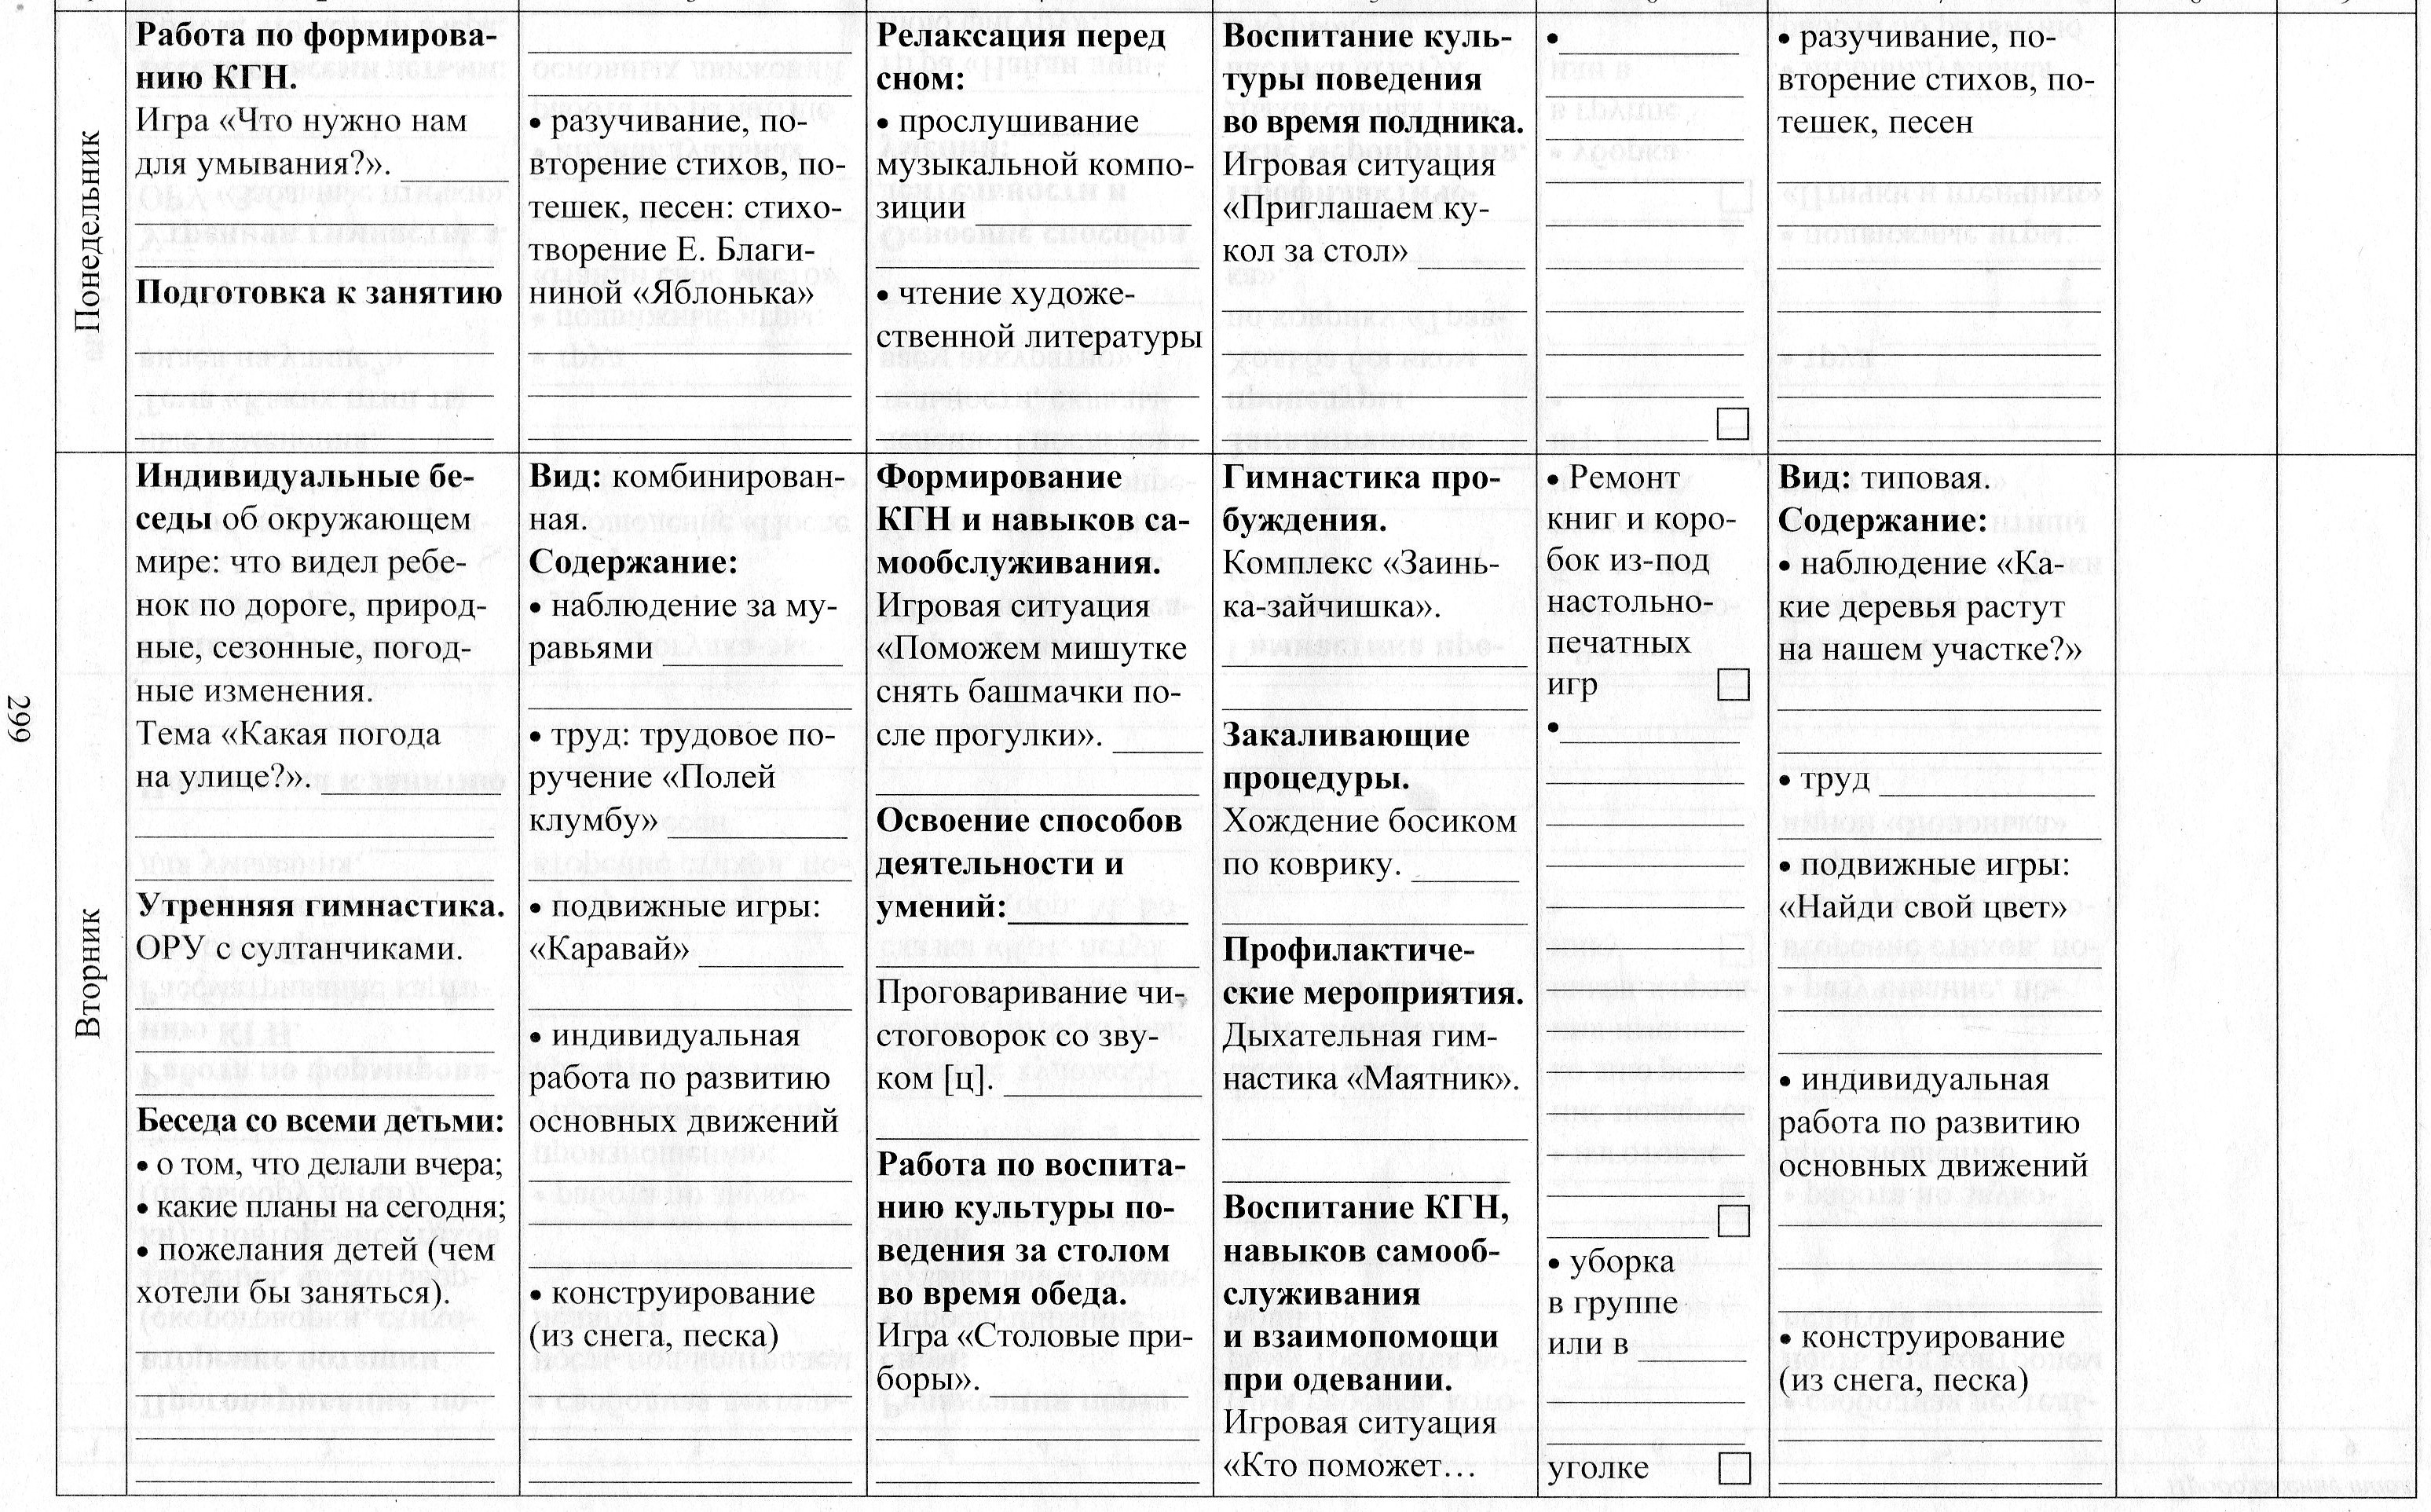 Понедельник
Работа по формирова-
нию КГН.
Игра «Что нужно нам
для умывания?».
Подготовка к занятию
• разучивание, по-
вторение стихов, по-
тешек, песен: стихо-
творение Е. Благи-
ниной «Яблонька»
Релаксация перед
сном:
• прослушивание
музыкальной компо-
зиции
• чтение художе-
ственной литературы
Воспитание куль-
туры поведения
во время полдника.
Игровая ситуация
«Приглашаем ку-
кол за стол»
•
• разучивание, по-
вторение стихов, по-
тешек, песен
299
Вторник
Индивидуальные бе-
седы об окружающем
мире: что видел ребе-
нок по дороге, природ-
ные, сезонные, погод-
ные изменения.
Тема «Какая погода
на улице?».
Утренняя гимнастика.
ОРУ с султанчиками.
Беседа со всеми детьми:
• о том, что делали вчера;
• какие планы на сегодня;
• пожелания детей (чем
хотели бы заняться).
Вид: комбинирован-
ная.
Содержание:
• наблюдение за му-
равьями
• труд: трудовое по-
ручение «Полей
клумбу»
• подвижные игры:
«Каравай»
• индивидуальная
работа по развитию
основных движений
• конструирование
(из снега, песка)
Формирование
КГН и навыков са-
мообслуживания.
Игровая ситуация
«Поможем мишутке
снять башмачки по-
сле прогулки».
Освоение способов
деятельности и
умений:
Проговаривание чи-
стоговорок со зву-
ком [ц].
Работа по воспита-
нию культуры по-
ведения за столом
во время обеда.
Игра «Столовые при-
боры».
Гимнастика про-
буждения.
Комплекс «Заинь-
ка-зайчишка».
Закаливающие
процедуры.
Хождение босиком
по коврику.
Профилактиче-
ские мероприятия.
Дыхательная гим-
настика «Маятник».
Воспитание КГН,
навыков самооб-
служивания
и взаимопомощи
при одевании.
Игровая ситуация
«Кто поможет…
• Ремонт
книг и коро-
бок из-под
настольно-
печатных
игр
•
• уборка
в группе
или в
уголке
Вид: типовая.
Содержание:
• наблюдение «Ка-
кие деревья растут
на нашем участке?»
• труд
• подвижные игры:
«Найди свой цвет»
• индивидуальная
работа по развитию
основных движений
• конструирование
(из снега, песка)